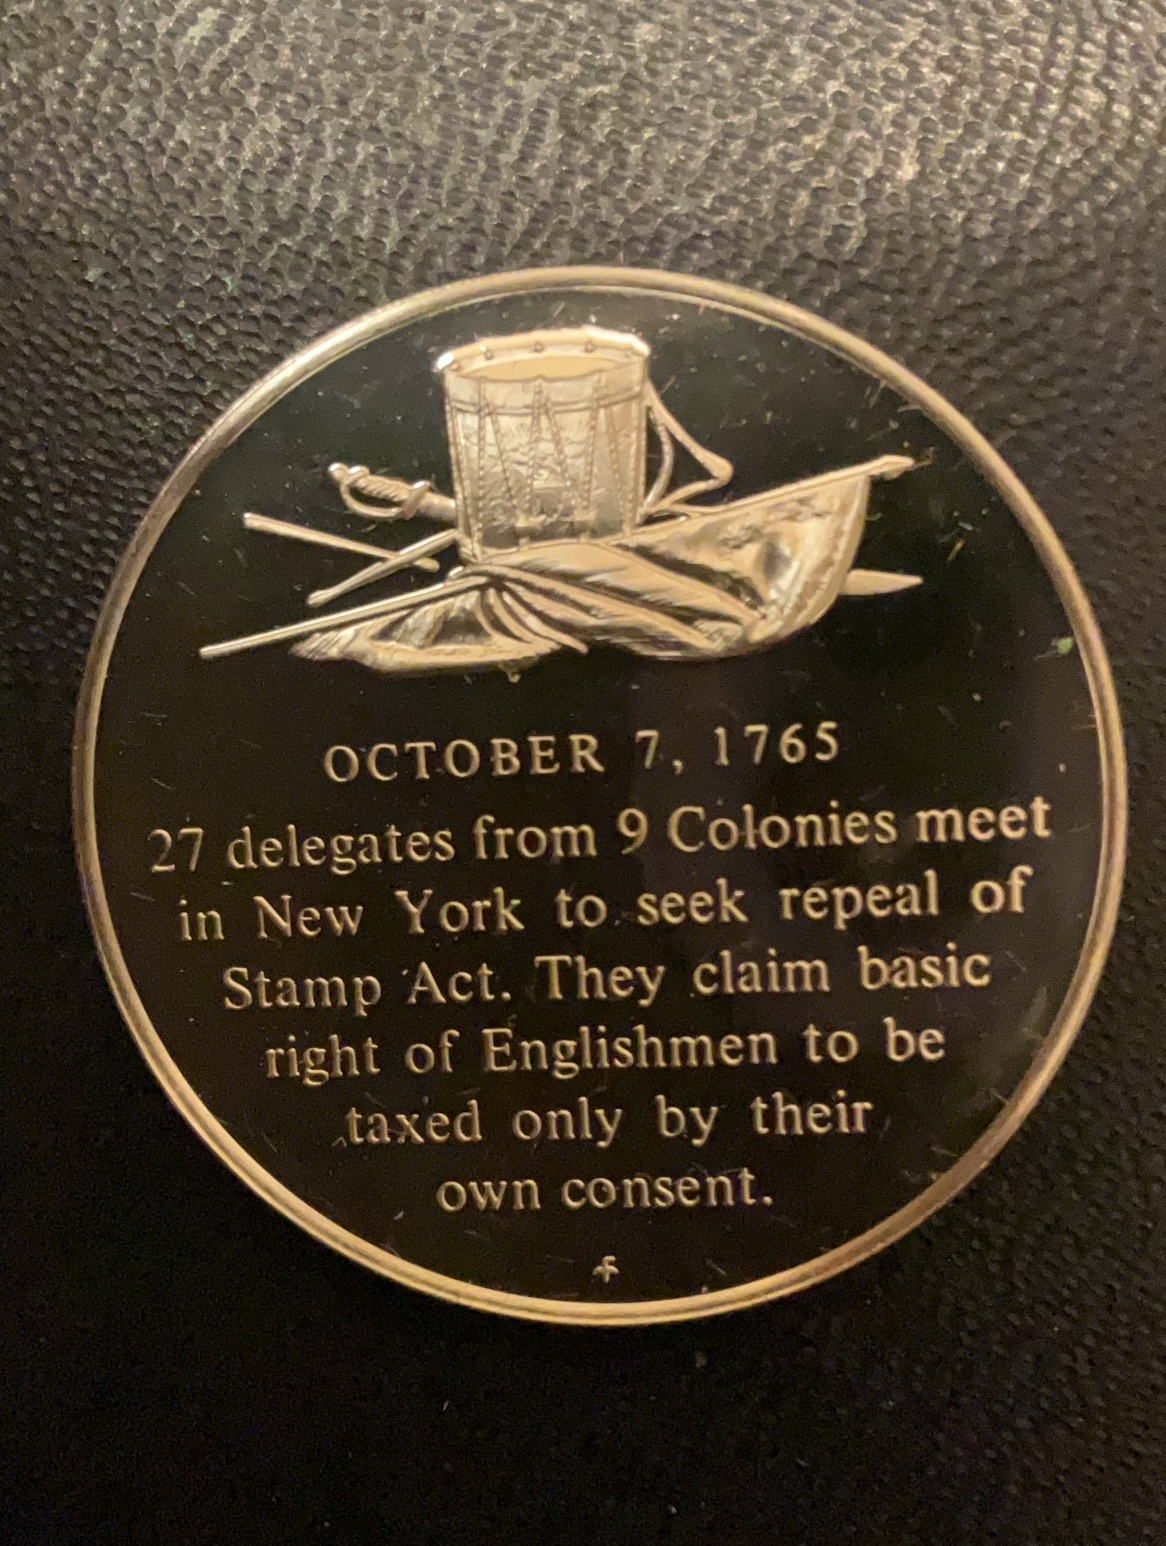 OCTOBER 7, 1765
27 delegates from 9 Colonies meet
in New York to seek repeal of
Stamp Act. They claim basic
right of Englishmen to be
taxed only by their
own consent.